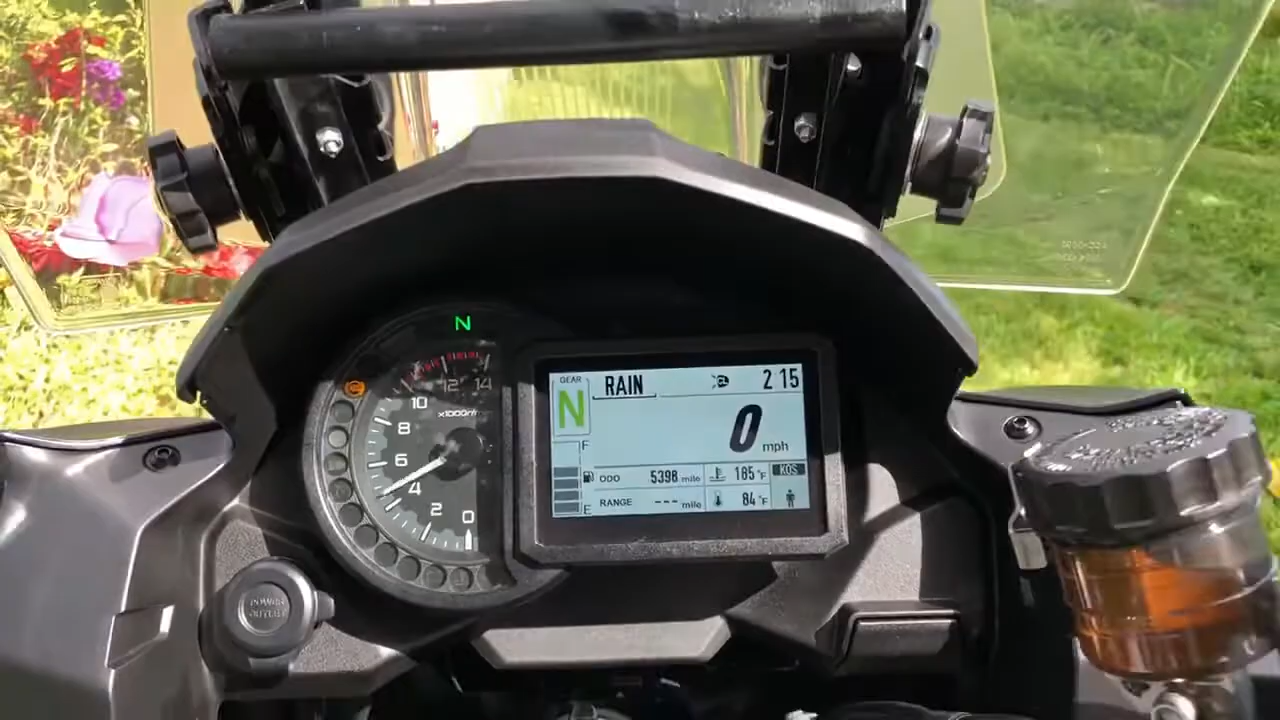 N
12 14
10
x1000r/min
8
6
4
2
0
POWER
OUTLET
GEAR
RAIN
2 15
N
0 mph
F
ODO 5398 mile
185 °F
KQS
RANGE --- mile
84 °F
E